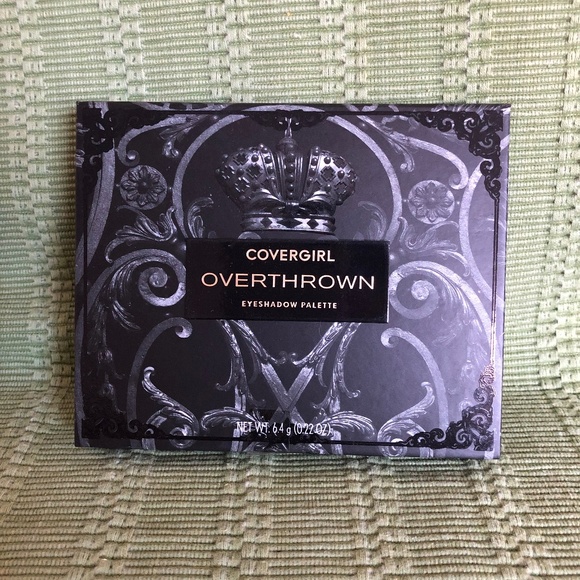 COVERGIRL
OVERTHROWN
EYESHADOW PALETTE
NET WT. 6.4 g (0.22 OZ)